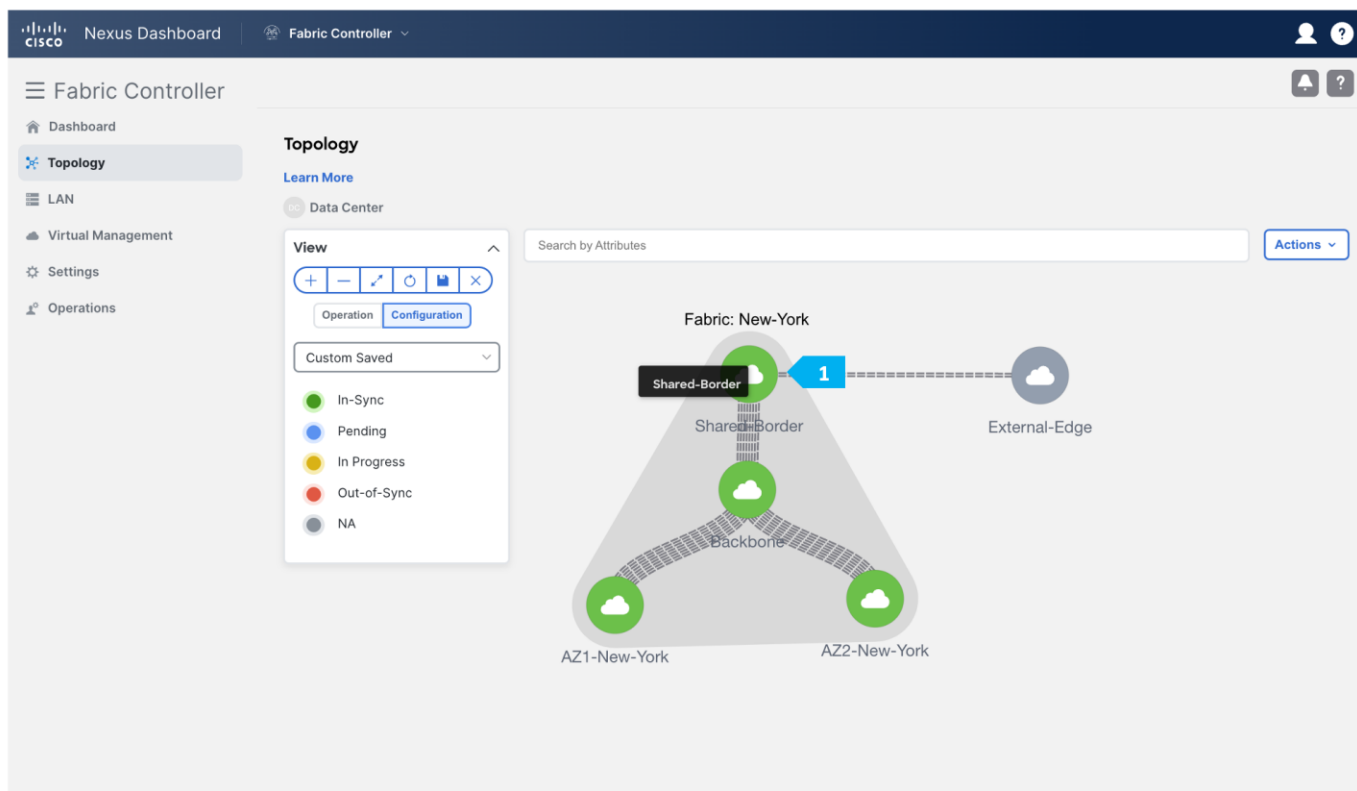 CISCO Nexus Dashboard Fabric Controller ?
Fabric Controller ?
Dashboard
Topology
LAN
Virtual Management
Settings
Operations
Topology
Learn More
DC Data Center
View
Operation Configuration
Custom Saved
In-Sync
Pending
In Progress
Out-of-Sync
NA
Search by Attributes Actions
Fabric: New-York
Shared-Border
1
Shared-Border
External-Edge
Backbone
AZ1-New-York
AZ2-New-York